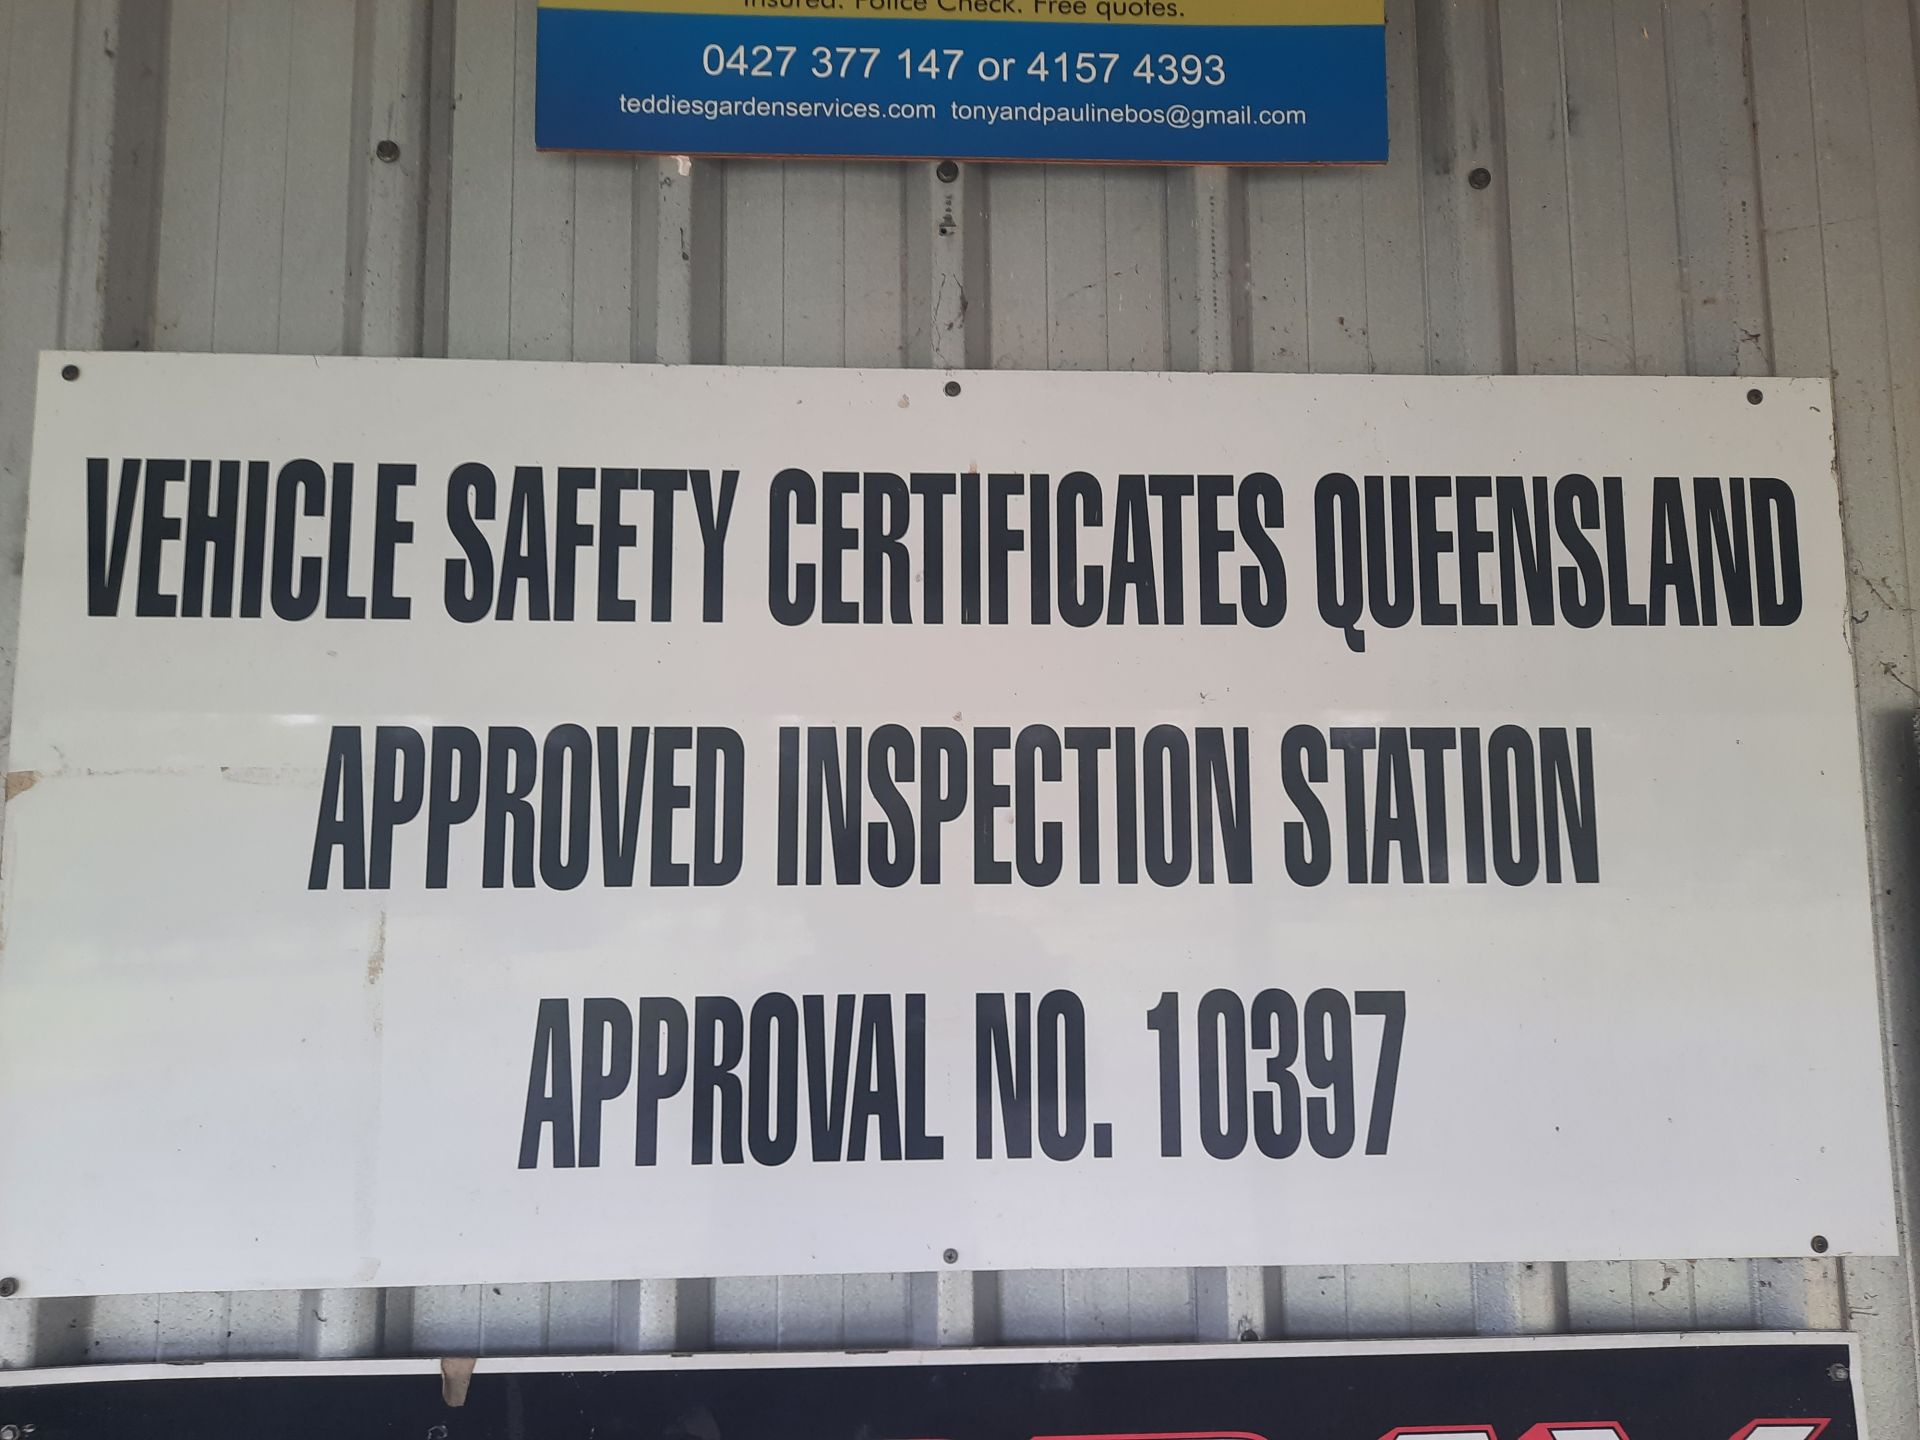 Insured. Police Check. Free quotes.
0427 377 147 or 4157 4393
teddiesgardenservices.com tonyandpaulinebos@gmail.com
VEHICLE SAFETY CERTIFICATES QUEENSLAND
APPROVED INSPECTION STATION
APPROVAL NO. 10397